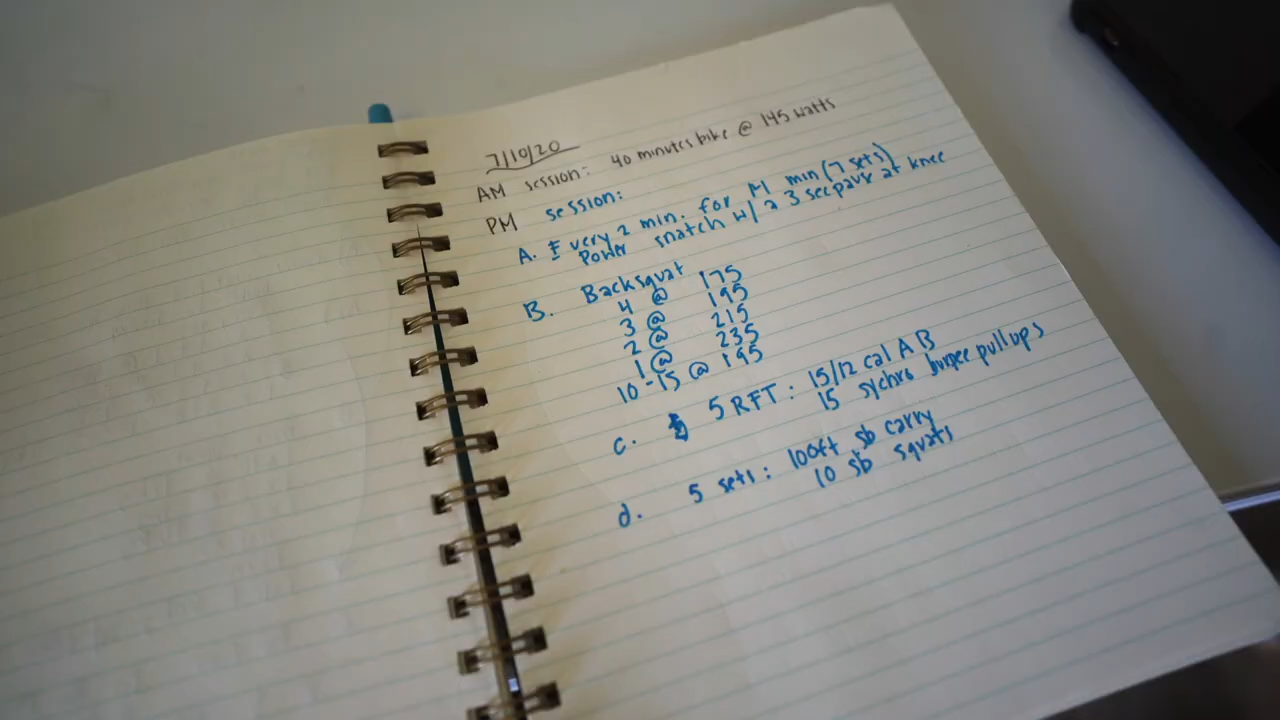 7/10/20
AM session: 40 minutes bike @ 145 watts
PM session:
A. Every 2 min. for 14 min (7 sets)
Power snatch w/ a 3 sec pause at knee
B. Backsquat
4 @ 175
3 @ 195
2 @ 215
1 @ 235
10-15 @ 195
c. 5 RFT: 15/12 cal AB
15 sychro burpee pullups
d. 5 sets: 100ft sb carry
10 sb squats